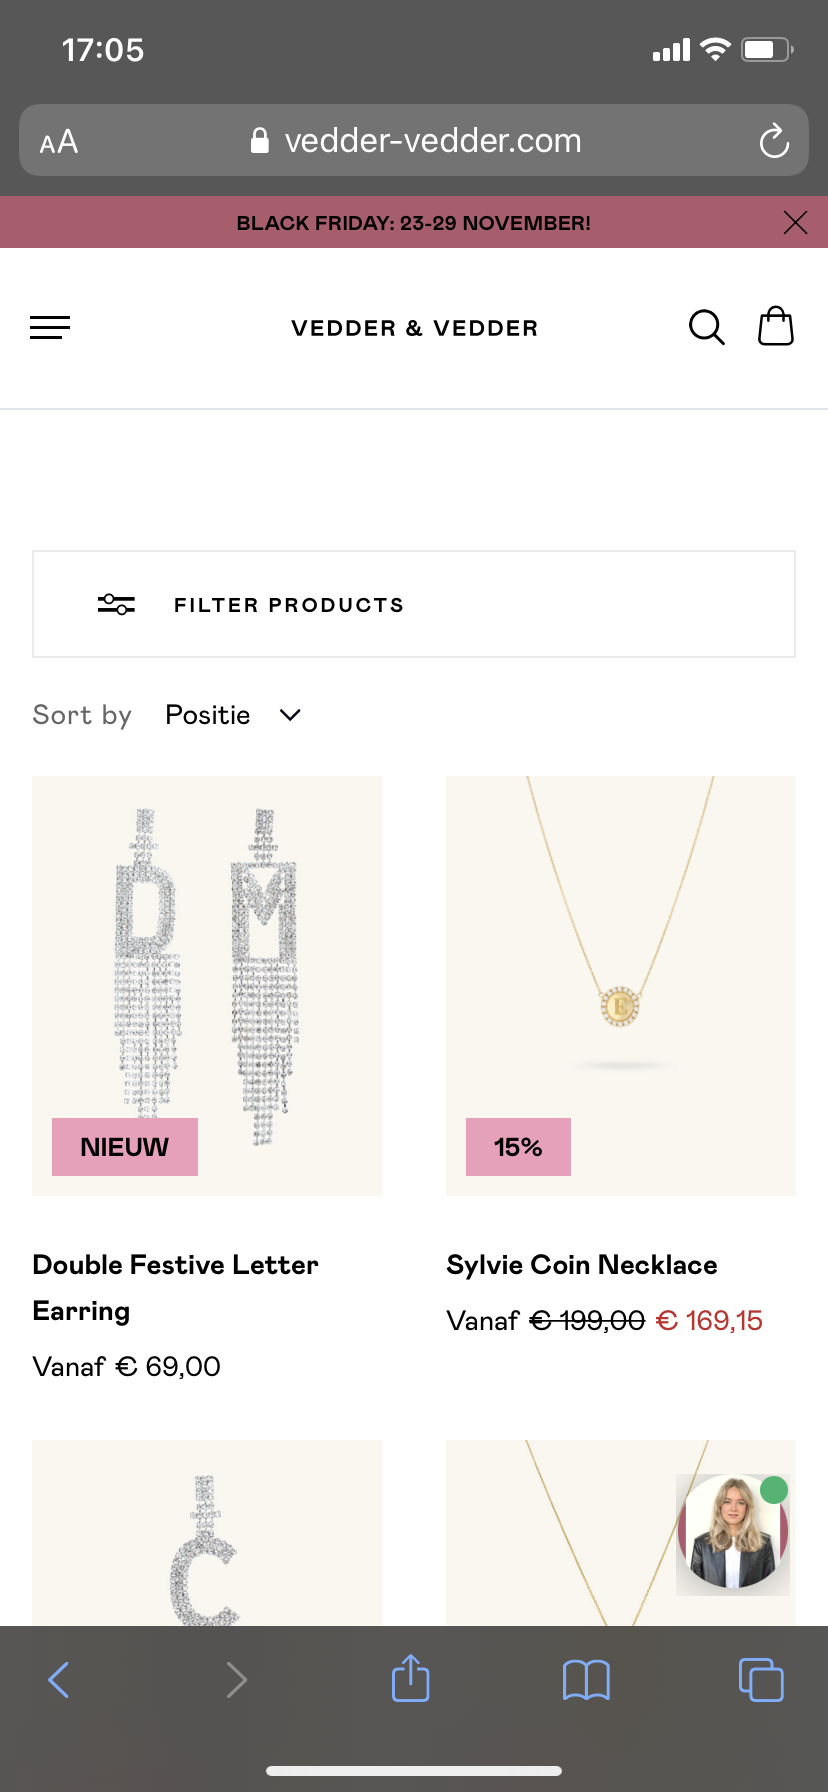 17:05
AA vedder-vedder.com
BLACK FRIDAY: 23-29 NOVEMBER!
VEDDER & VEDDER
FILTER PRODUCTS
Sort by Positie
D M
E
NIEUW
15%
Double Festive Letter
Earring
Vanaf € 69,00
Sylvie Coin Necklace
Vanaf € 199,00 € 169,15
C